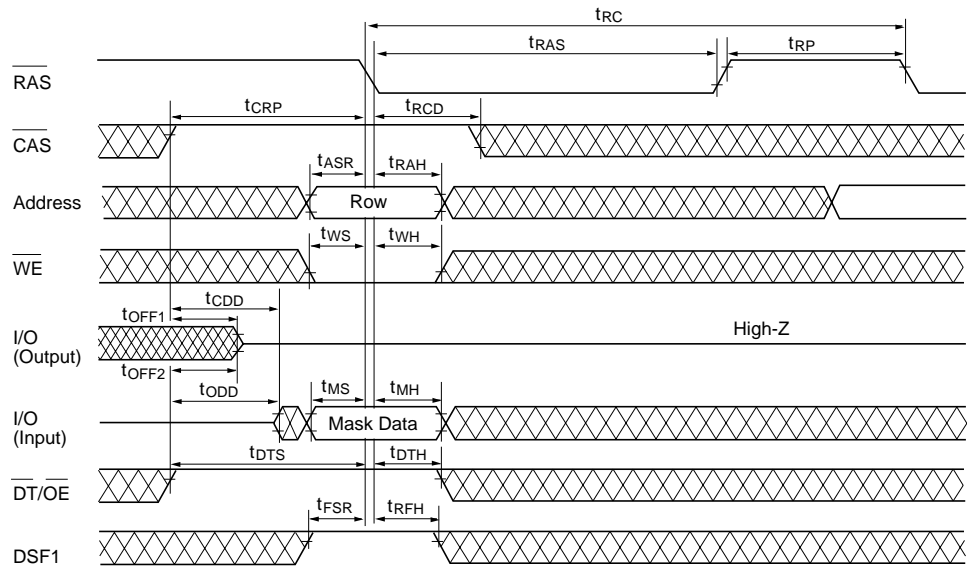 tRC
tRAS
tRP
RAS
tCRP
tRCD
CAS
tASR
tRAH
Address
Row
tWS
tWH
WE
tCDD
tOFF1
High-Z
I/O
(Output)
tOFF2
tODD
tMS
tMH
I/O
(Input)
Mask Data
tDTS
tDTH
DT/OE
tFSR
tRFH
DSF1